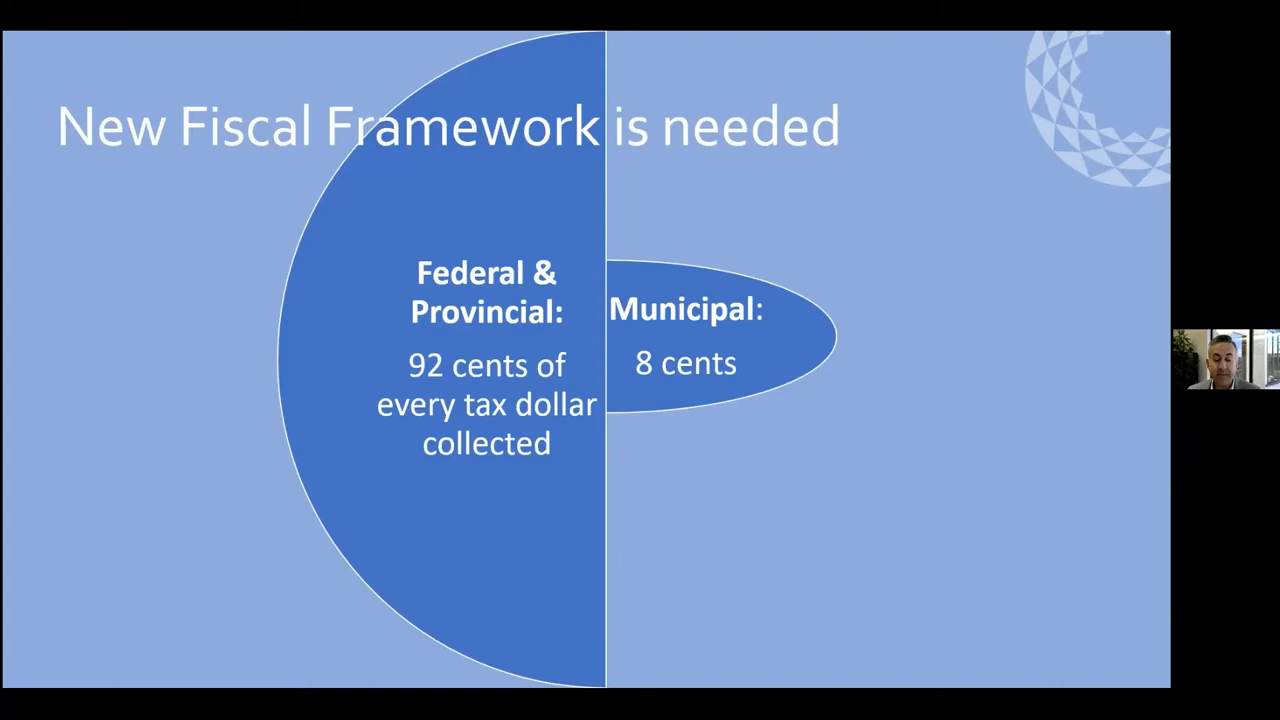 New Fiscal Framework is needed
Federal &
Provincial:
92 cents of
every tax dollar
collected
Municipal:
8 cents